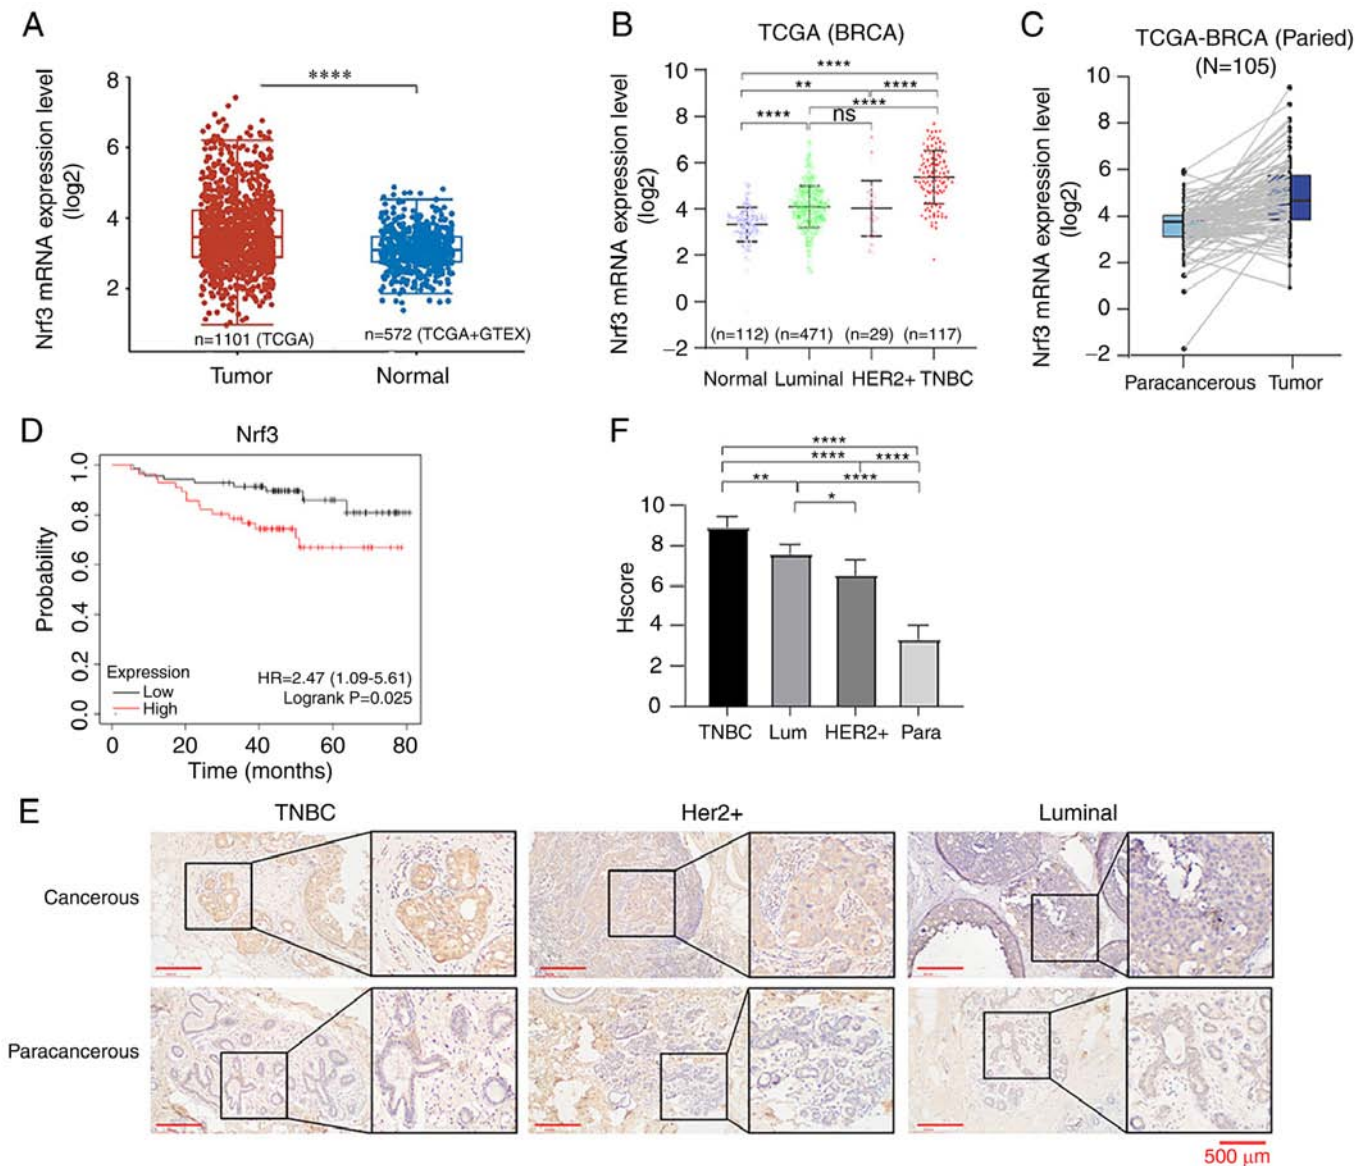 A
Nrf3 mRNA expression level
(log2)
8
6
4
2
****
n=1101 (TCGA)
n=572 (TCGA+GTEX)
Tumor
Normal
B
TCGA (BRCA)
Nrf3 mRNA expression level
(log2)
10
8
6
4
2
0
−2
****
**
****
****
****
ns
(n=112)
(n=471)
(n=29)
(n=117)
Normal
Luminal
HER2+
TNBC
C
TCGA-BRCA (Paried)
(N=105)
Nrf3 mRNA expression level
(log2)
10
8
6
4
2
0
−2
Paracancerous
Tumor
D
Nrf3
Probability
1.0
0.8
0.6
0.4
0.2
0.0
Expression
Low
High
HR=2.47 (1.09-5.61)
Logrank P=0.025
0
20
40
60
80
Time (months)
F
Hscore
10
8
6
4
2
0
****
****
****
**
****
*
TNBC
Lum
HER2+
Para
E
TNBC
Her2+
Luminal
Cancerous
Paracancerous
500 μm